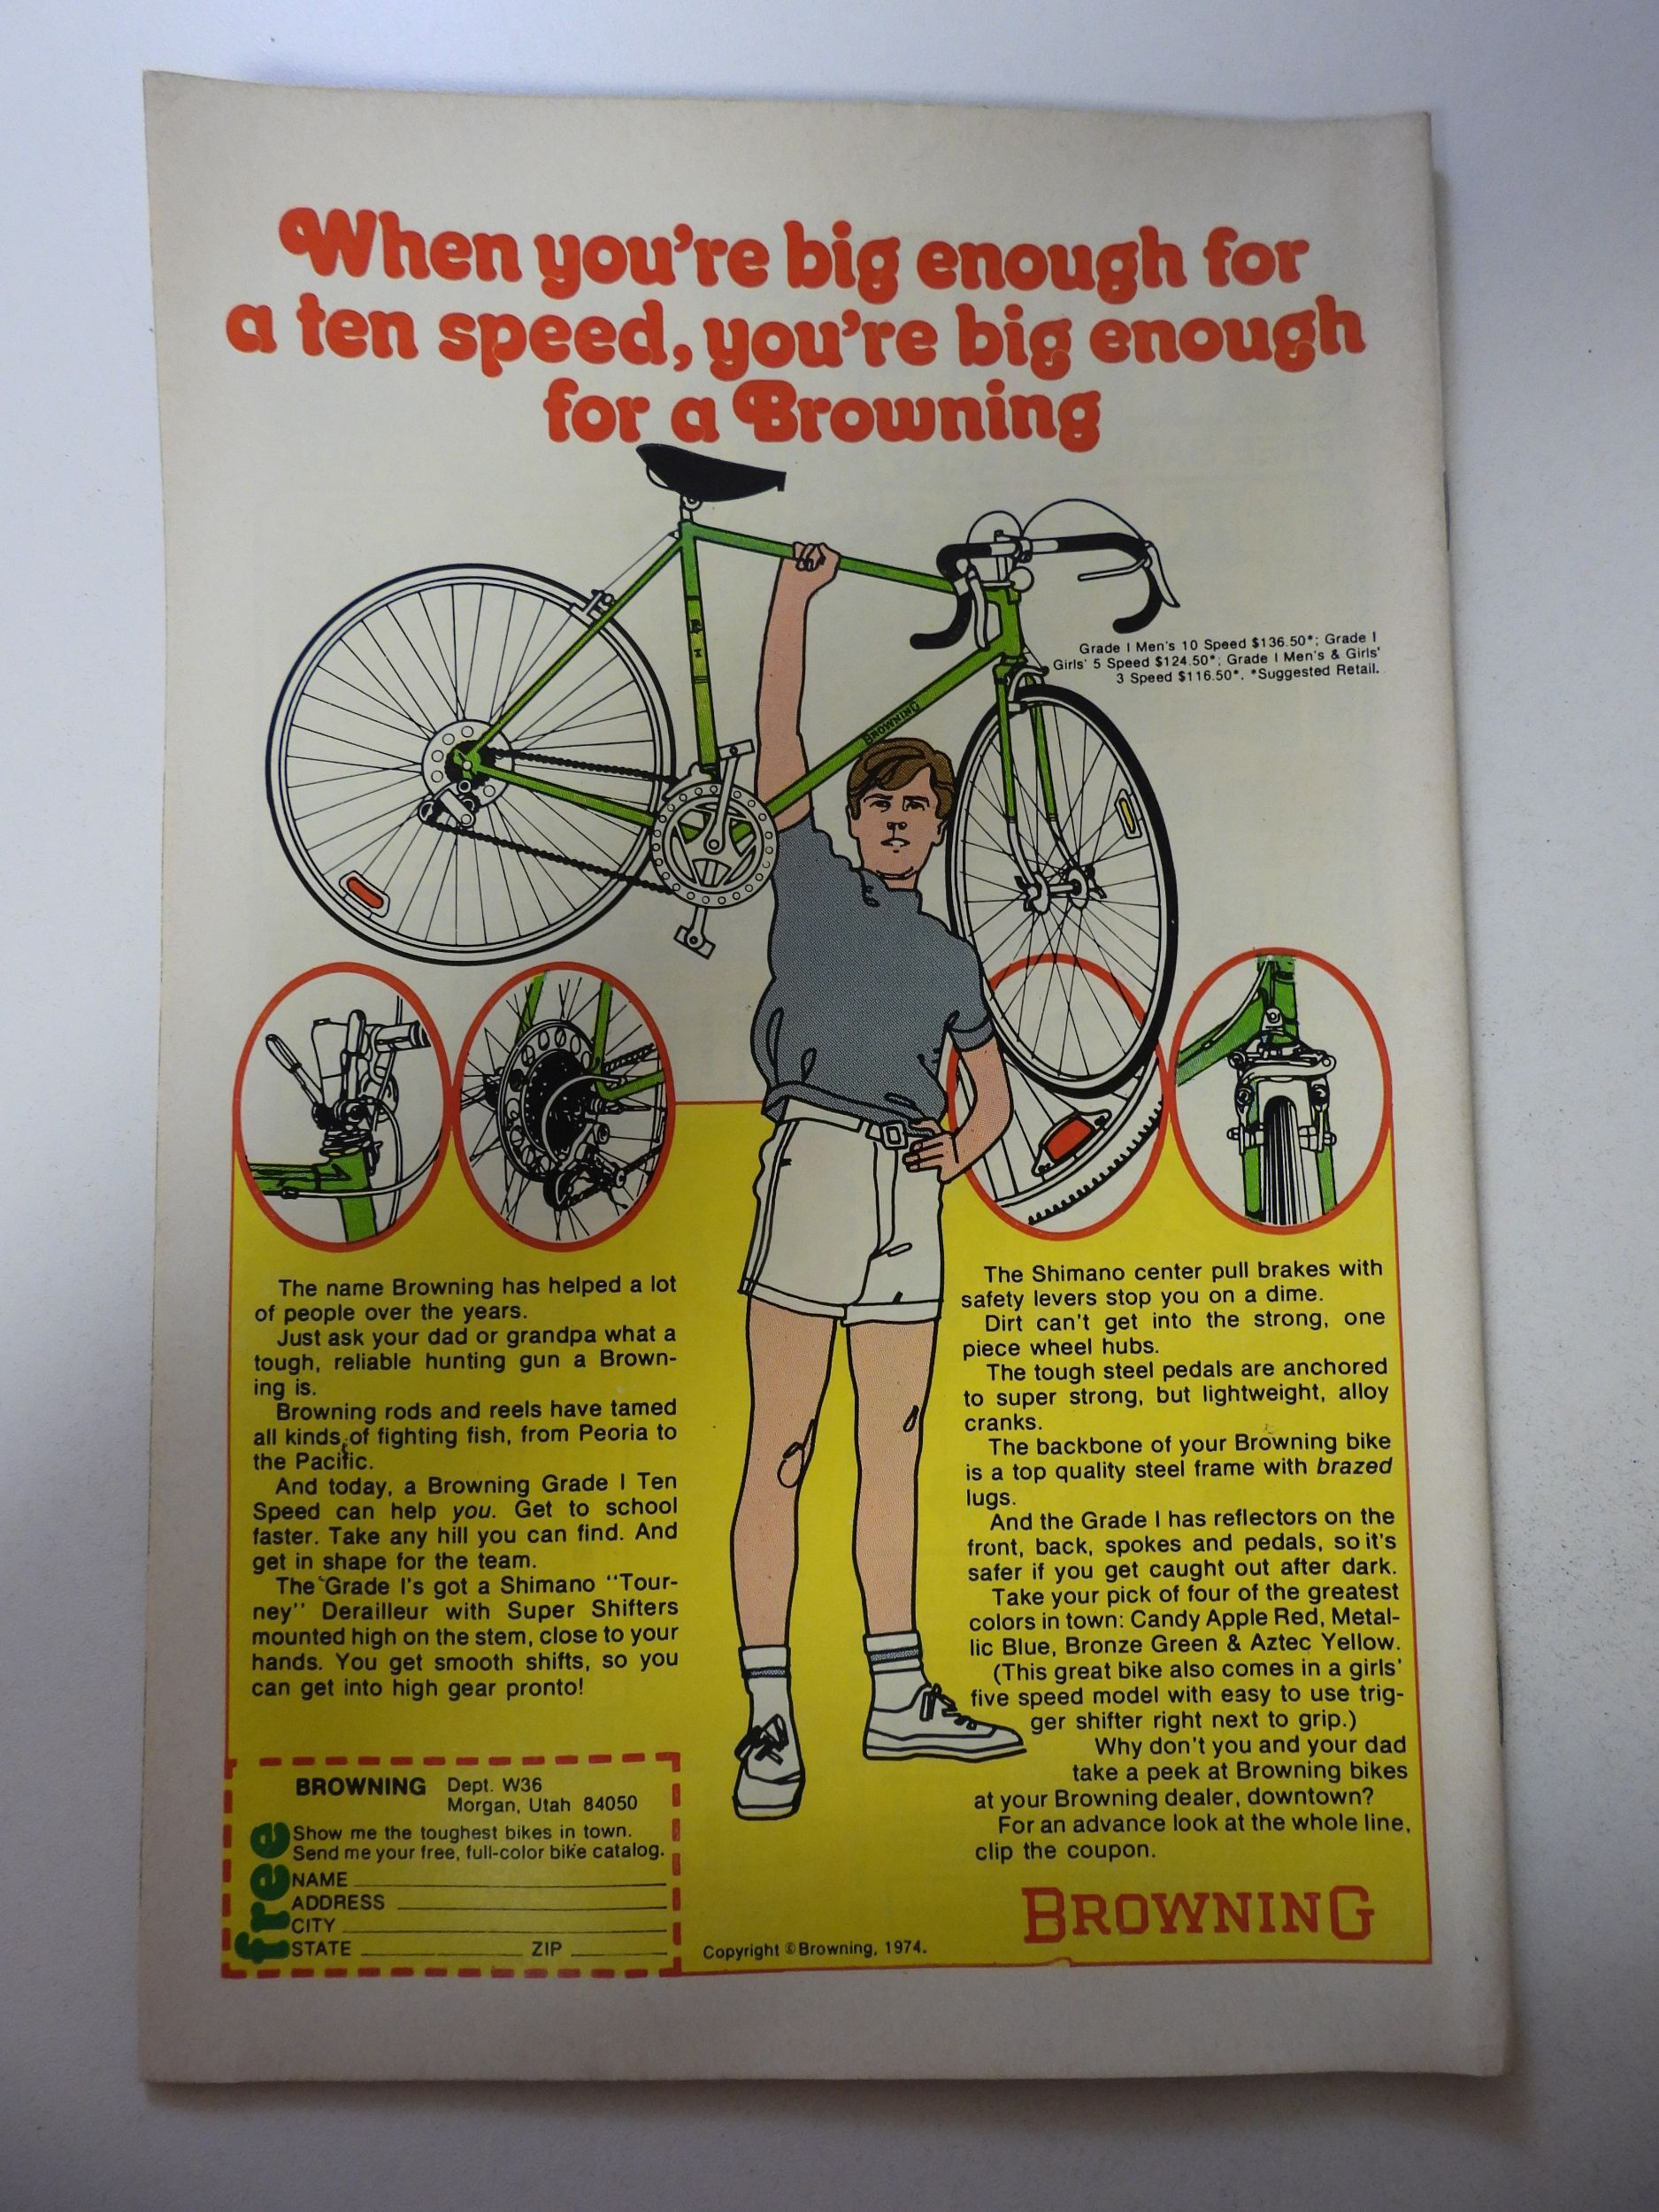 When you're big enough for
a ten speed, you're big enough
for a Browning
Grade I Men's 10 Speed $136.50*; Grade I
Girls' 5 Speed $124.50*; Grade I Men's & Girls'
3 Speed $116.50*. *Suggested Retail.
BROWNING
The name Browning has helped a lot
of people over the years.
Just ask your dad or grandpa what a
tough, reliable hunting gun a Brown-
ing is.
Browning rods and reels have tamed
all kinds of fighting fish, from Peoria to
the Pacific.
And today, a Browning Grade I Ten
Speed can help you. Get to school
faster. Take any hill you can find. And
get in shape for the team.
The Grade I's got a Shimano "Tour-
ney" Derailleur with Super Shifters
mounted high on the stem, close to your
hands. You get smooth shifts, so you
can get into high gear pronto!
The Shimano center pull brakes with
safety levers stop you on a dime.
Dirt can't get into the strong, one
piece wheel hubs.
The tough steel pedals are anchored
to super strong, but lightweight, alloy
cranks.
The backbone of your Browning bike
is a top quality steel frame with brazed
lugs.
And the Grade I has reflectors on the
front, back, spokes and pedals, so it's
safer if you get caught out after dark.
Take your pick of four of the greatest
colors in town: Candy Apple Red, Metal-
lic Blue, Bronze Green & Aztec Yellow.
(This great bike also comes in a girls'
five speed model with easy to use trig-
ger shifter right next to grip.)
Why don't you and your dad
take a peek at Browning bikes
at your Browning dealer, downtown?
For an advance look at the whole line,
clip the coupon.
BROWNING
BROWNING Dept. W36
Morgan, Utah 84050
free
Show me the toughest bikes in town.
Send me your free, full-color bike catalog.
NAME
ADDRESS
CITY
STATE ZIP
Copyright © Browning, 1974.